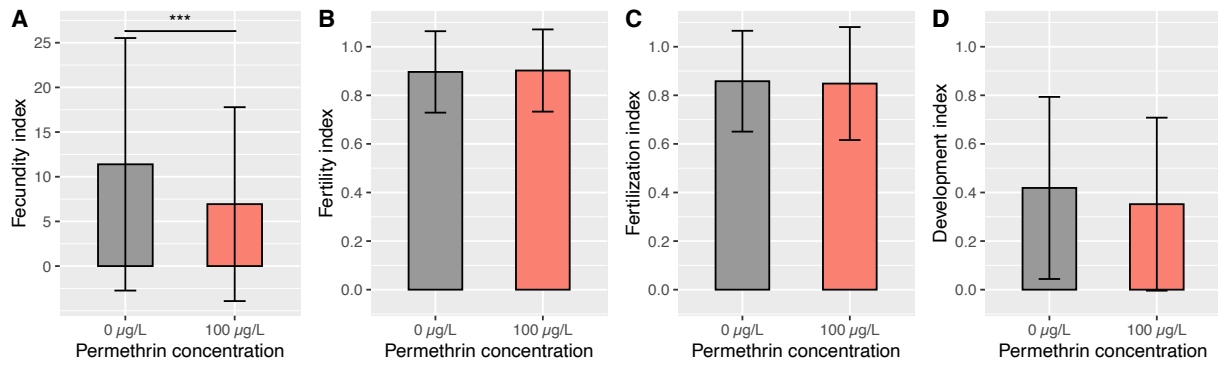 A
***
Fecundity index
25
20
15
10
5
0
0 µg/L
100 µg/L
Permethrin concentration
B
Fertility index
1.0
0.8
0.6
0.4
0.2
0.0
0 µg/L
100 µg/L
Permethrin concentration
C
Fertilization index
1.0
0.8
0.6
0.4
0.2
0.0
0 µg/L
100 µg/L
Permethrin concentration
D
Development index
1.0
0.8
0.6
0.4
0.2
0.0
0 µg/L
100 µg/L
Permethrin concentration